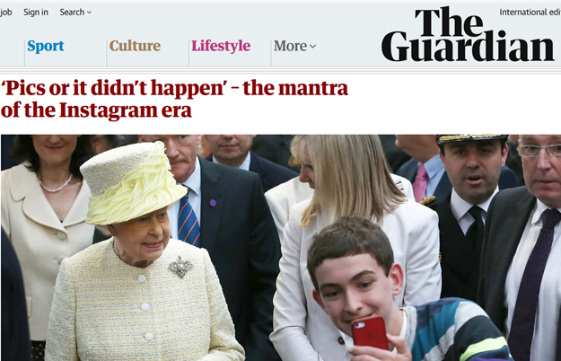 job Sign in Search International edi
The
Guardian
Sport Culture Lifestyle More
‘Pics or it didn’t happen’ – the mantra
of the Instagram era